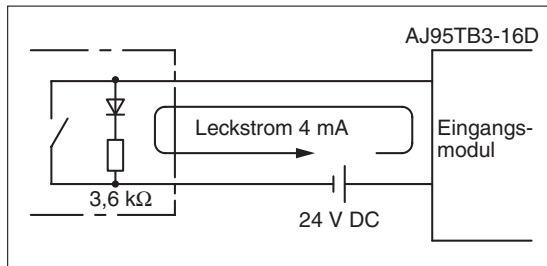 AJ95TB3-16D
Leckstrom 4 mA
Eingangs-
modul
3,6 kΩ
24 V DC